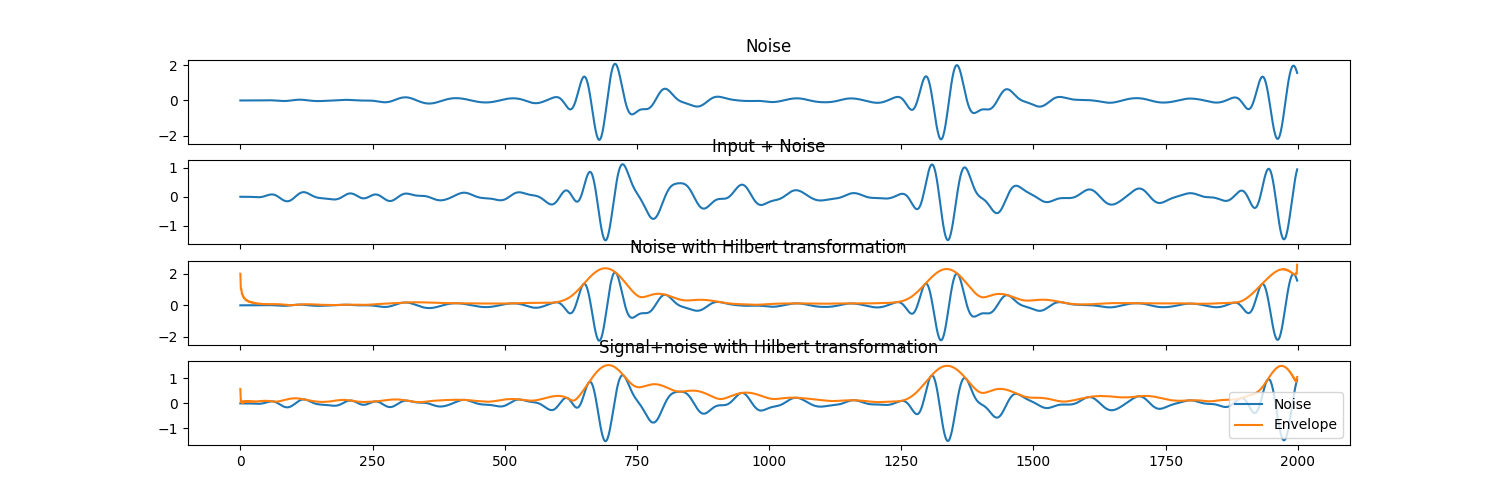 Noise
2
0
−2
Input + Noise
1
0
−1
Noise with Hilbert transformation
2
0
−2
Signal+noise with Hilbert transformation
1
0
−1
Noise
Envelope
0 250 500 750 1000 1250 1500 1750 2000